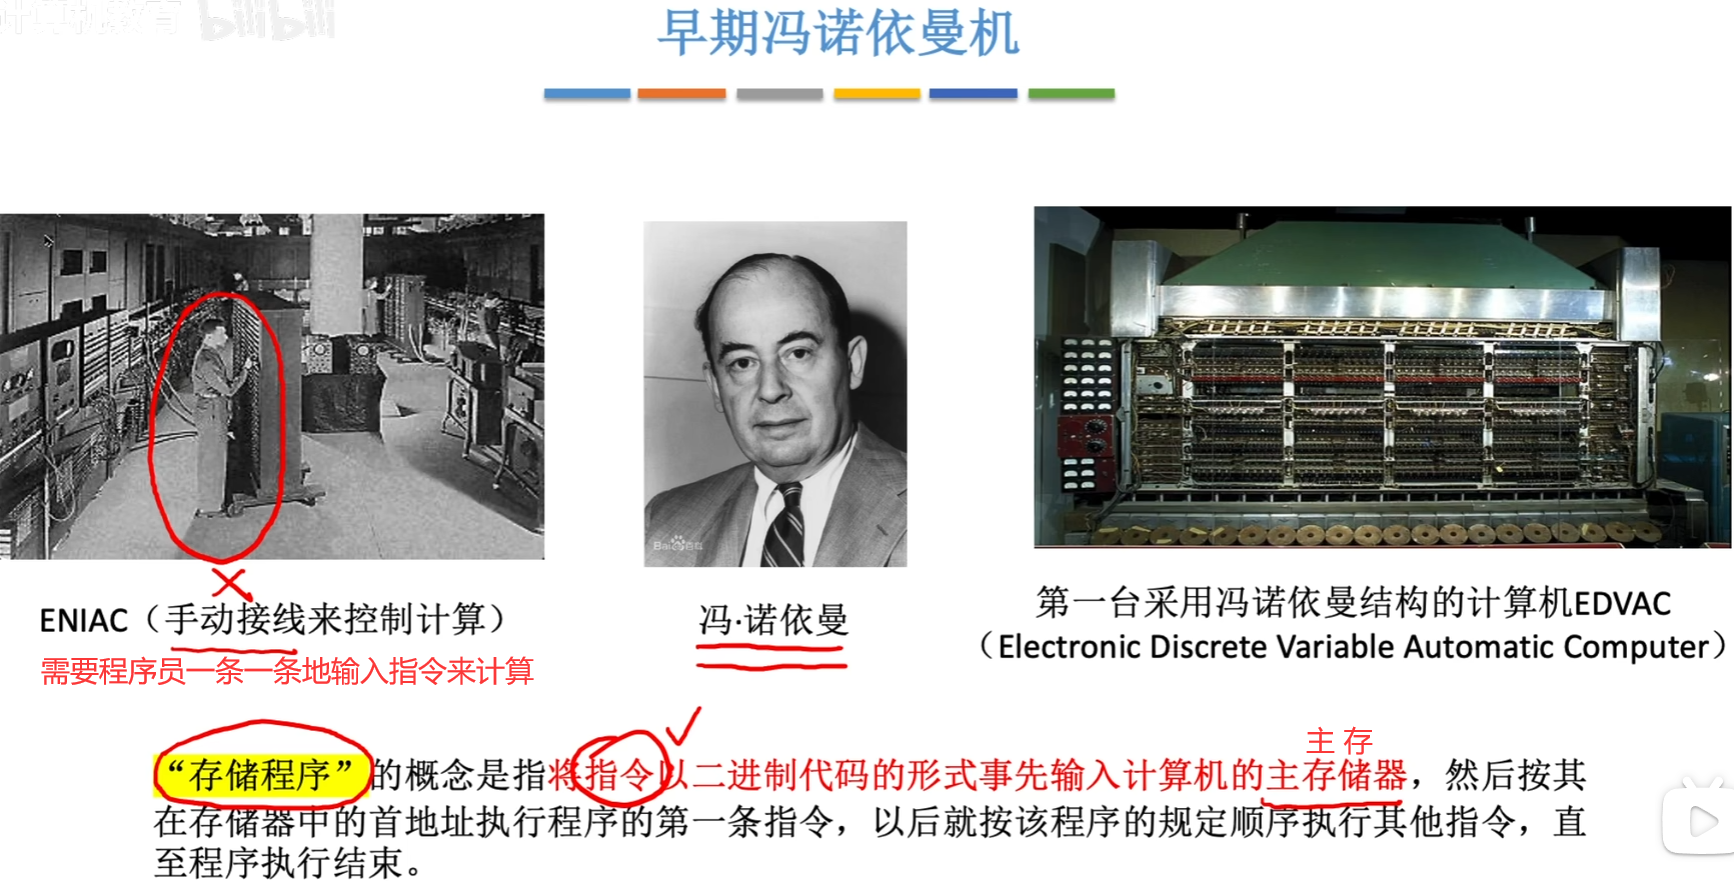 计算机教育 bilibili
早期冯诺依曼机
Bai百科
ENIAC（手动接线来控制计算）
需要程序员一条一条地输入指令来计算
冯·诺依曼
第一台采用冯诺依曼结构的计算机EDVAC
（Electronic Discrete Variable Automatic Computer）
主 存
“存储程序”的概念是指将指令以二进制代码的形式事先输入计算机的主存储器，然后按其
在存储器中的首地址执行程序的第一条指令，以后就按该程序的规定顺序执行其他指令，直
至程序执行结束。